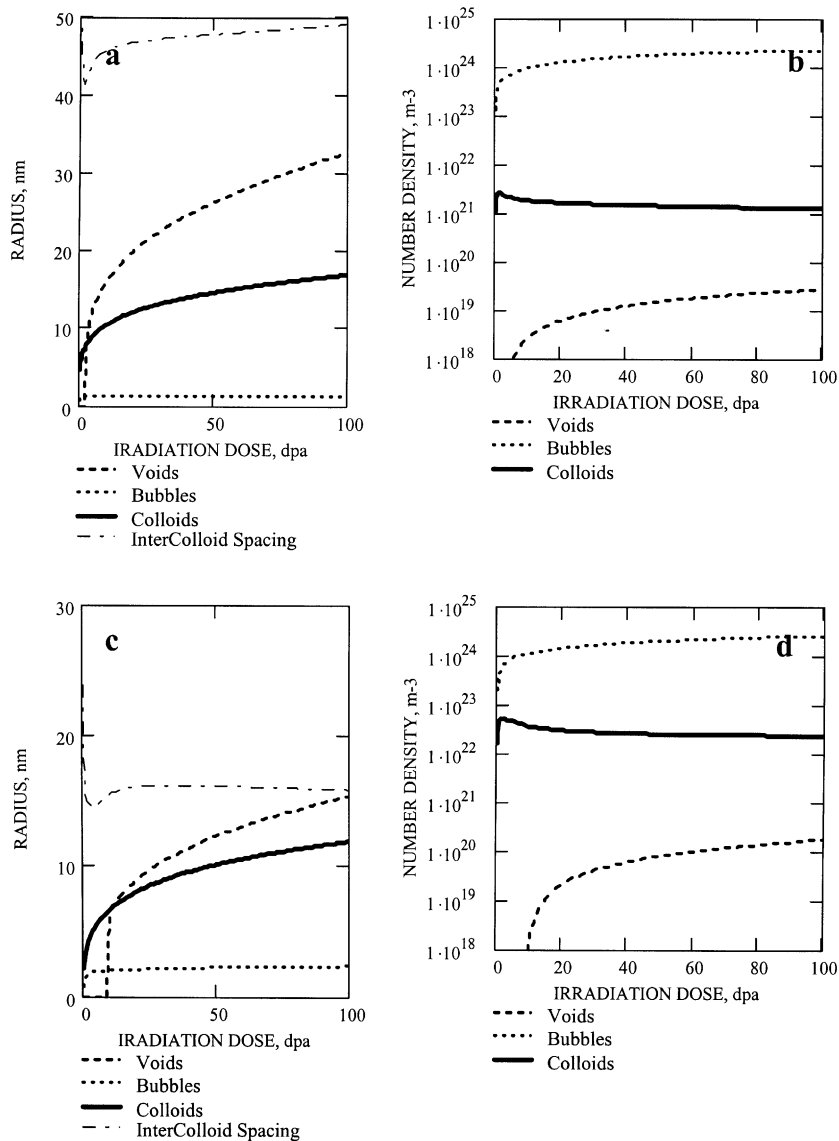 50
40
30
20
10
0
RADIUS, nm
a
0
50
100
IRADIATION DOSE, dpa
Voids
Bubbles
Colloids
InterColloid Spacing
1·10^25
1·10^24
1·10^23
1·10^22
1·10^21
1·10^20
1·10^19
1·10^18
NUMBER DENSITY, m-3
b
0
20
40
60
80
100
IRRADIATION DOSE, dpa
Voids
Bubbles
Colloids
30
20
10
0
RADIUS, nm
c
0
50
100
IRADIATION DOSE, dpa
Voids
Bubbles
Colloids
InterColloid Spacing
1·10^25
1·10^24
1·10^23
1·10^22
1·10^21
1·10^20
1·10^19
1·10^18
NUMBER DENSITY, m-3
d
0
20
40
60
80
100
IRRADIATION DOSE, dpa
Voids
Bubbles
Colloids